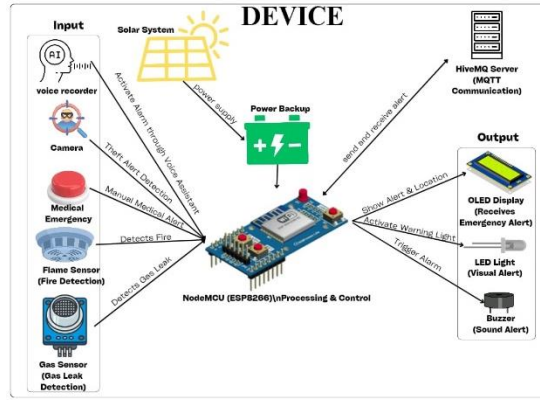 DEVICE
Input
AI
voice recorder
Camera
Medical
Emergency
Flame Sensor
(Fire Detection)
Gas Sensor
(Gas Leak
Detection)
Solar System
power supply
Power Backup
Activate Alarm through Voice Assistant
Theft Alert Detection
Manual Medical Alert
Detects Fire
Detects Gas Leak
NodeMCU (ESP8266)\nProcessing & Control
send and receive alert
HiveMQ Server
(MQTT
Communication)
Show Alert & Location
Activate Warning Light
Trigger Alarm
Output
OLED Display
(Receives
Emergency Alert)
LED Light
(Visual Alert)
Buzzer
(Sound Alert)